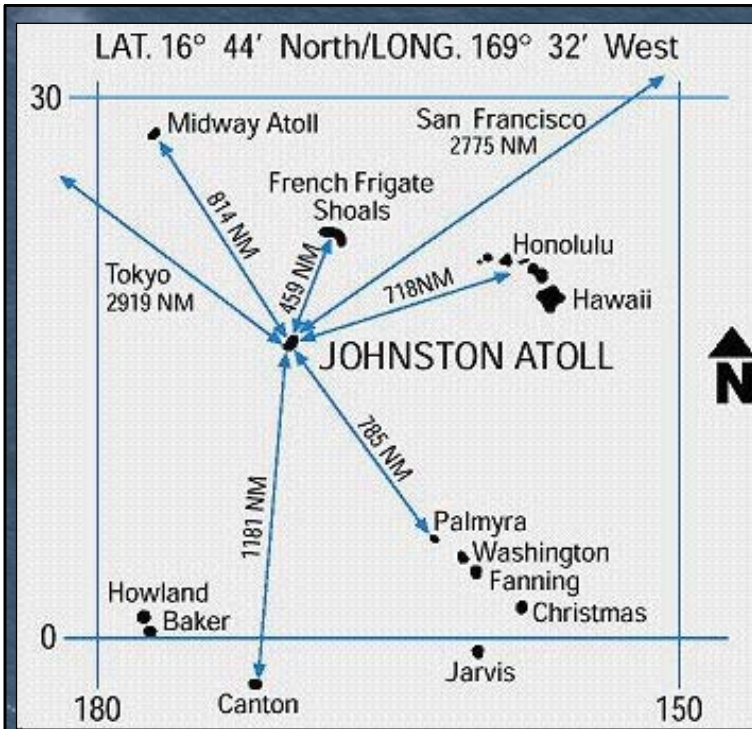 LAT. 16° 44' North/LONG. 169° 32' West
30
Midway Atoll
San Francisco
2775 NM
French Frigate
Shoals
814 NM
459 NM
Honolulu
718NM
Hawaii
Tokyo
2919 NM
JOHNSTON ATOLL
N
785 NM
1181 NM
Palmyra
Washington
Fanning
Christmas
Howland
Baker
0
Jarvis
Canton
180
150